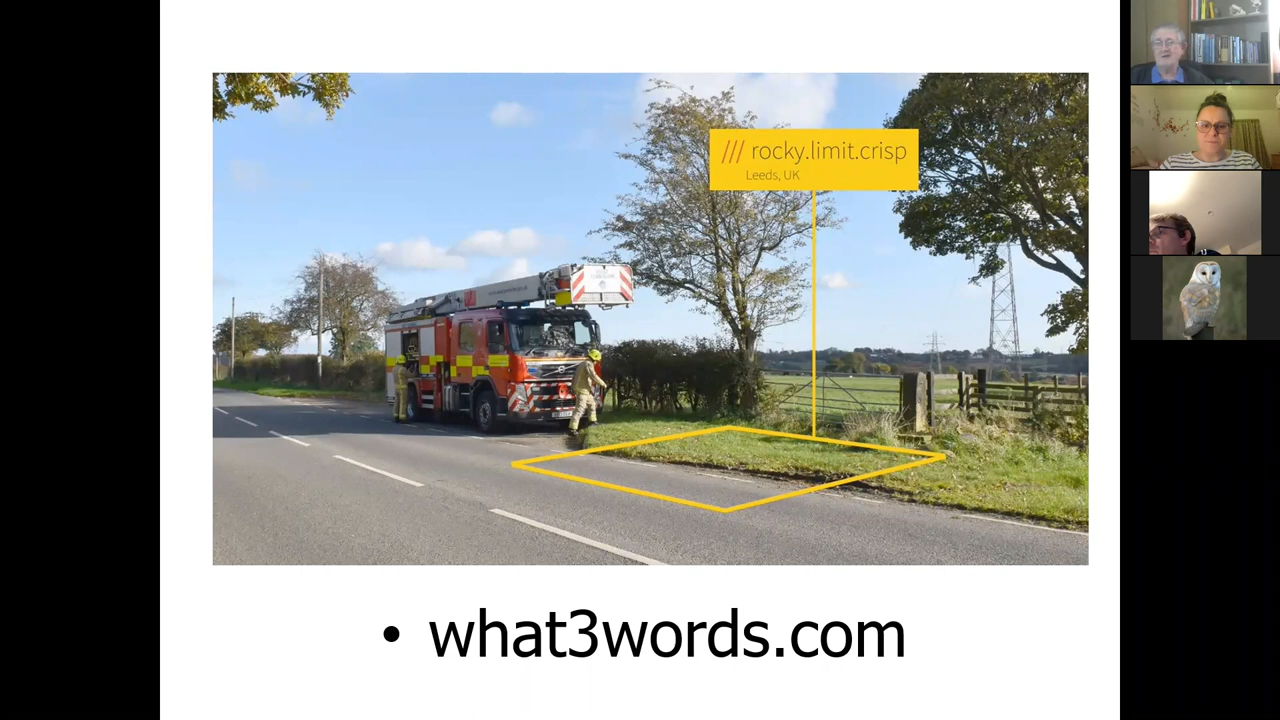 /// rocky.limit.crisp
Leeds, UK
• what3words.com